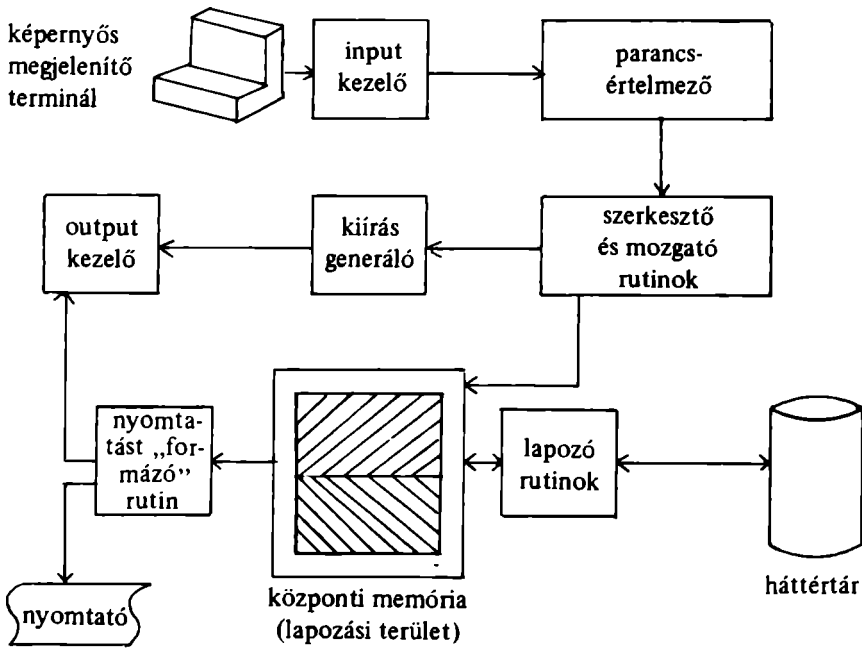 képernyős
megjelenítő
terminál
input
kezelő
parancs-
értelmező
output
kezelő
kiírás
generáló
szerkesztő
és mozgató
rutinok
nyomta-
tást „for-
mázó”
rutin
lapozó
rutinok
nyomtató
központi memória
(lapozási terület)
háttértár